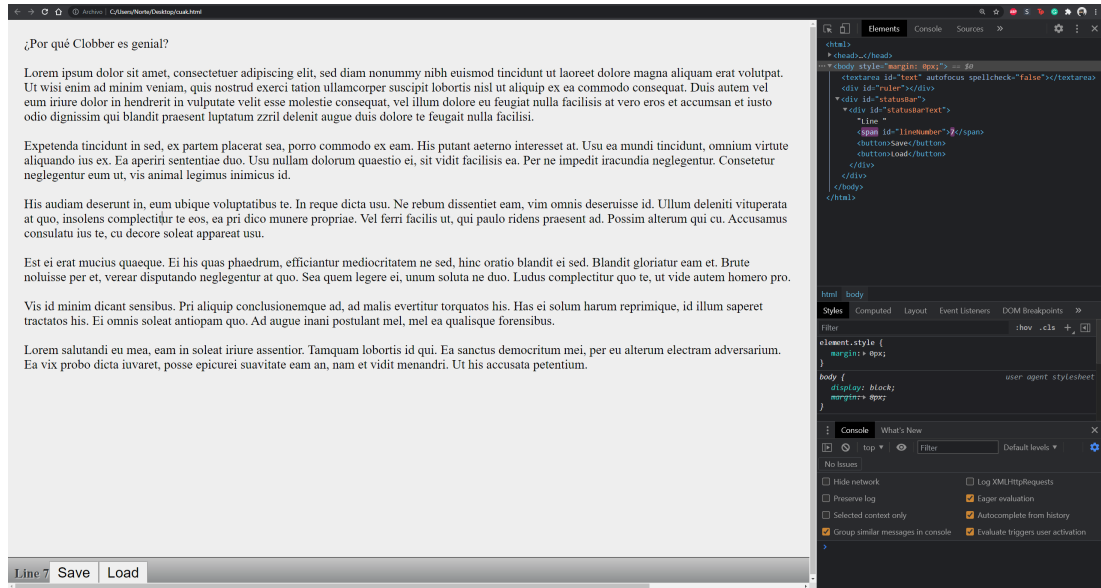 Archivo | C:/Users/Norte/Desktop/cuak.html
¿Por qué Clobber es genial?
Lorem ipsum dolor sit amet, consectetuer adipiscing elit, sed diam nonummy nibh euismod tincidunt ut laoreet dolore magna aliquam erat volutpat.
Ut wisi enim ad minim veniam, quis nostrud exerci tation ullamcorper suscipit lobortis nisl ut aliquip ex ea commodo consequat. Duis autem vel
eum iriure dolor in hendrerit in vulputate velit esse molestie consequat, vel illum dolore eu feugiat nulla facilisis at vero eros et accumsan et iusto
odio dignissim qui blandit praesent luptatum zzril delenit augue duis dolore te feugait nulla facilisi.
Expetenda tincidunt in sed, ex partem placerat sea, porro commodo ex eam. His putant aeterno interesset at. Usu ea mundi tincidunt, omnium virtute
aliquando ius ex. Ea aperiri sententiae duo. Usu nullam dolorum quaestio ei, sit vidit facilisis ea. Per ne impedit iracundia neglegentur. Consetetur
neglegentur eum ut, vis animal legimus inimicus id.
His audiam deserunt in, eum ubique voluptatibus te. In reque dicta usu. Ne rebum dissentiet eam, vim omnis deseruisse id. Ullum deleniti vituperata
at quo, insolens complectitur te eos, ea pri dico munere propriae. Vel ferri facilis ut, qui paulo ridens praesent ad. Possim alterum qui cu. Accusamus
consulatu ius te, cu decore soleat appareat usu.
Est ei erat mucius quaeque. Ei his quas phaedrum, efficiantur mediocritatem ne sed, hinc oratio blandit ei sed. Blandit gloriatur eam et. Brute
noluisse per et, verear disputando neglegentur at quo. Sea quem legere ei, unum soluta ne duo. Ludus complectitur quo te, ut vide autem homero pro.
Vis id minim dicant sensibus. Pri aliquip conclusionemque ad, ad malis evertitur torquatos his. Has ei solum harum reprimique, id illum saperet
tractatos his. Ei omnis soleat antiopam quo. Ad augue inani postulant mel, mel ea qualisque forensibus.
Lorem salutandi eu mea, eam in soleat iriure assentior. Tamquam lobortis id qui. Ea sanctus democritum mei, per eu alterum electram adversarium.
Ea vix probo dicta iuvaret, posse epicurei suavitate eam an, nam et vidit menandri. Ut his accusata petentium.
Line 7 Save Load
Elements Console Sources »
<html>
<head>…</head>
<body style="margin: 0px;"> == $0
<textarea id="text" autofocus spellcheck="false"></textarea>
<div id="ruler"></div>
<div id="statusBar">
<div id="statusBarText">
"Line "
<span id="lineNumber">7</span>
<button>Save</button>
<button>Load</button>
</div>
</div>
</body>
</html>
html body
Styles Computed Layout Event Listeners DOM Breakpoints »
Filter :hov .cls +
element.style {
margin: 0px;
}
body { user agent stylesheet
display: block;
margin: 8px;
}
Console What's New
top Filter Default levels
No Issues
Hide network Log XMLHttpRequests
Preserve log Eager evaluation
Selected context only Autocomplete from history
Group similar messages in console Evaluate triggers user activation